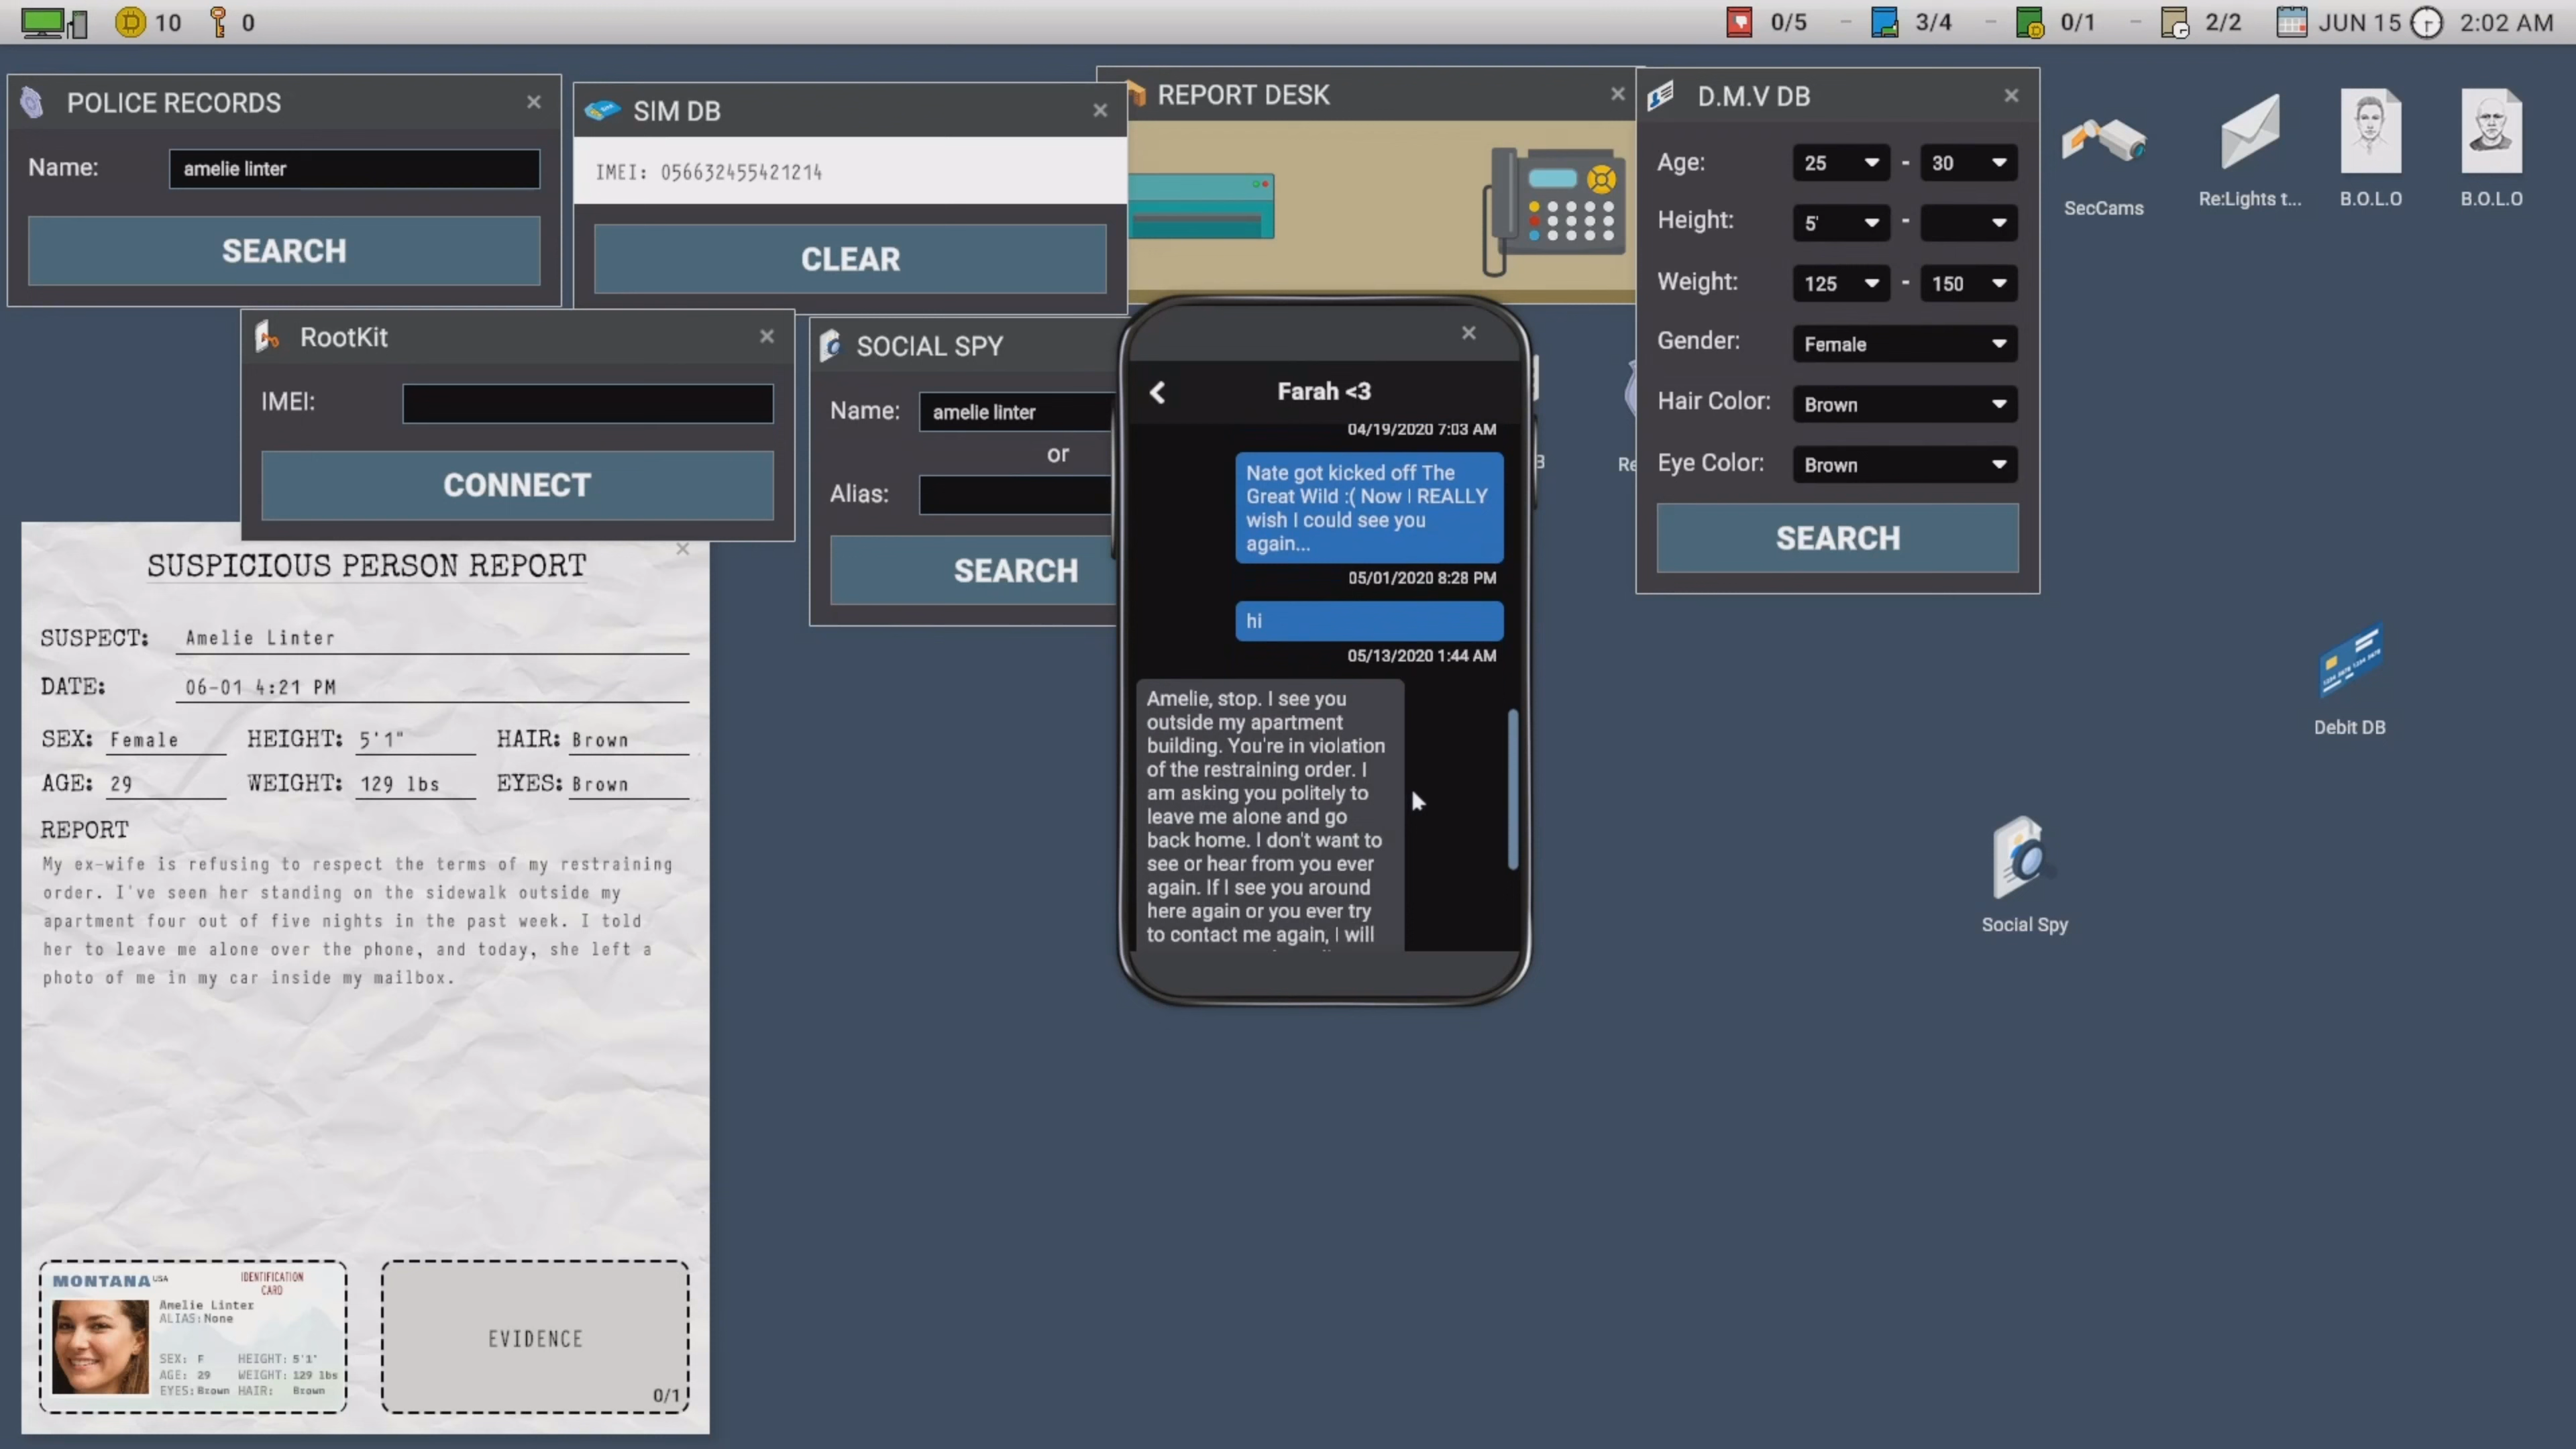 10
0
0/5
3/4
0/1
2/2
JUN 15
2:02 AM
POLICE RECORDS
Name:
amelie linter
SEARCH
SIM DB
IMEI: 056632455421214
CLEAR
REPORT DESK
D.M.V DB
Age: 25 - 30
Height: 5' -
Weight: 125 - 150
Gender: Female
Hair Color: Brown
Eye Color: Brown
SEARCH
SecCams
Re:Lights t...
B.O.L.O
B.O.L.O
RootKit
IMEI:
CONNECT
SOCIAL SPY
Name: amelie linter
or
Alias:
SEARCH
Farah <3
04/19/2020 7:03 AM
Nate got kicked off The
Great Wild :( Now I REALLY
wish I could see you
again...
05/01/2020 8:28 PM
hi
05/13/2020 1:44 AM
Amelie, stop. I see you
outside my apartment
building. You're in violation
of the restraining order. I
am asking you politely to
leave me alone and go
back home. I don't want to
see or hear from you ever
again. If I see you around
here again or you ever try
to contact me again, I will
Re
SUSPICIOUS PERSON REPORT
SUSPECT: Amelie Linter
DATE: 06-01 4:21 PM
SEX: Female HEIGHT: 5'1" HAIR: Brown
AGE: 29 WEIGHT: 129 lbs EYES: Brown
REPORT
My ex-wife is refusing to respect the terms of my restraining
order. I've seen her standing on the sidewalk outside my
apartment four out of five nights in the past week. I told
her to leave me alone over the phone, and today, she left a
photo of me in my car inside my mailbox.
MONTANA USA
IDENTIFICATION
CARD
Amelie Linter
ALIAS:None
SEX: F HEIGHT: 5'1"
AGE: 29 WEIGHT: 129 lbs
EYES: Brown HAIR: Brown
EVIDENCE
0/1
Debit DB
Social Spy